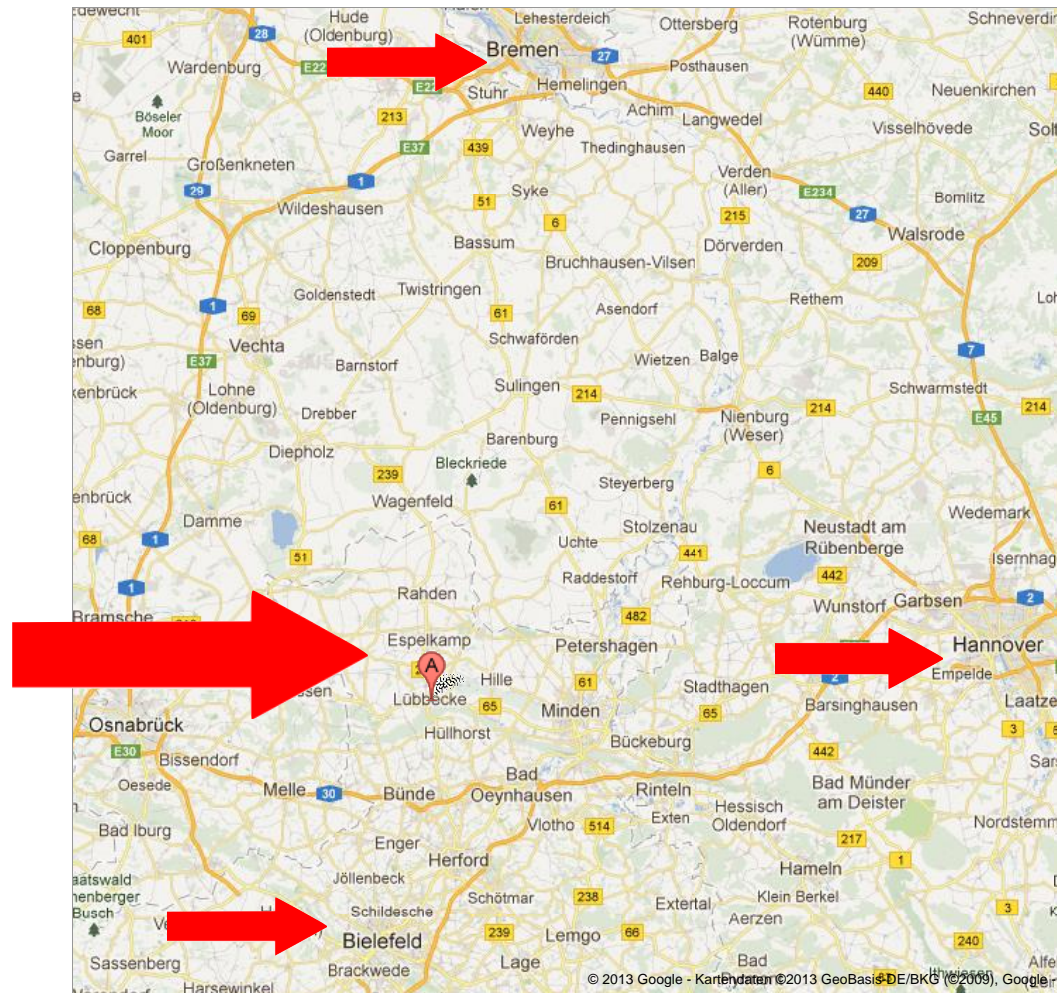 Hude
(Oldenburg)
Lehesterdeich
Ottersberg
Rotenburg
(Wümme)
401
28
Bremen
27
Wardenburg
Posthausen
Stuhr
Hemelingen
440
Neuenkirchen
Böseler
Moor
213
Achim
Langwedel
Weyhe
Visselhövede
Garrel
E37
439
Thedinghausen
Großenkneten
Verden
(Aller)
29
1
Syke
E234
Bomlitz
Wildeshausen
51
6
215
27
Cloppenburg
Bassum
Dörverden
Walsrode
Bruchhausen-Vilsen
209
Goldenstedt
Twistringen
Rethem
68
1
69
61
Asendorf
Vechta
Schwaförden
7
E37
Barnstorf
Wietzen
Balge
Lohne
(Oldenburg)
Sulingen
214
Schwarmstedt
Drebber
Pennigsehl
Nienburg
(Weser)
214
E45
214
Diepholz
Barenburg
239
Bleckriede
6
Wagenfeld
Steyerberg
61
Damme
Stolzenau
Neustadt am
Rübenberge
Wedemark
68
1
51
Uchte
441
1
Rahden
Raddestorf
Rehburg-Loccum
442
Bramsche
482
Wunstorf
Garbsen
2
Espelkamp
Petershagen
Hannover
A
Hille
61
Stadthagen
2
Empelde
Lübbecke
65
Minden
65
Barsinghausen
Osnabrück
Hüllhorst
Bückeburg
3
E30
Bissendorf
442
Oesede
Melle
30
Bünde
Bad
Oeynhausen
Rinteln
Bad Münder
am Deister
Bad Iburg
Vlotho
514
Exten
Hessisch
Oldendorf
Enger
217
Herford
1
Jöllenbeck
Hameln
Schötmar
238
Extertal
Klein Berkel
Schildesche
Aerzen
3
Bielefeld
239
Lemgo
66
240
Sassenberg
Brackwede
Lage
Bad
Harsewinkel
© 2013 Google - Kartendaten ©2013 GeoBasis-DE/BKG (©2009), Google -